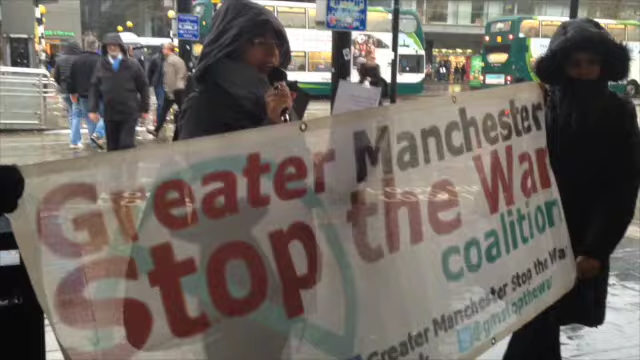 Greater Manchester
Stop the War
coalition
Greater Manchester Stop the War
@gmstopthewar